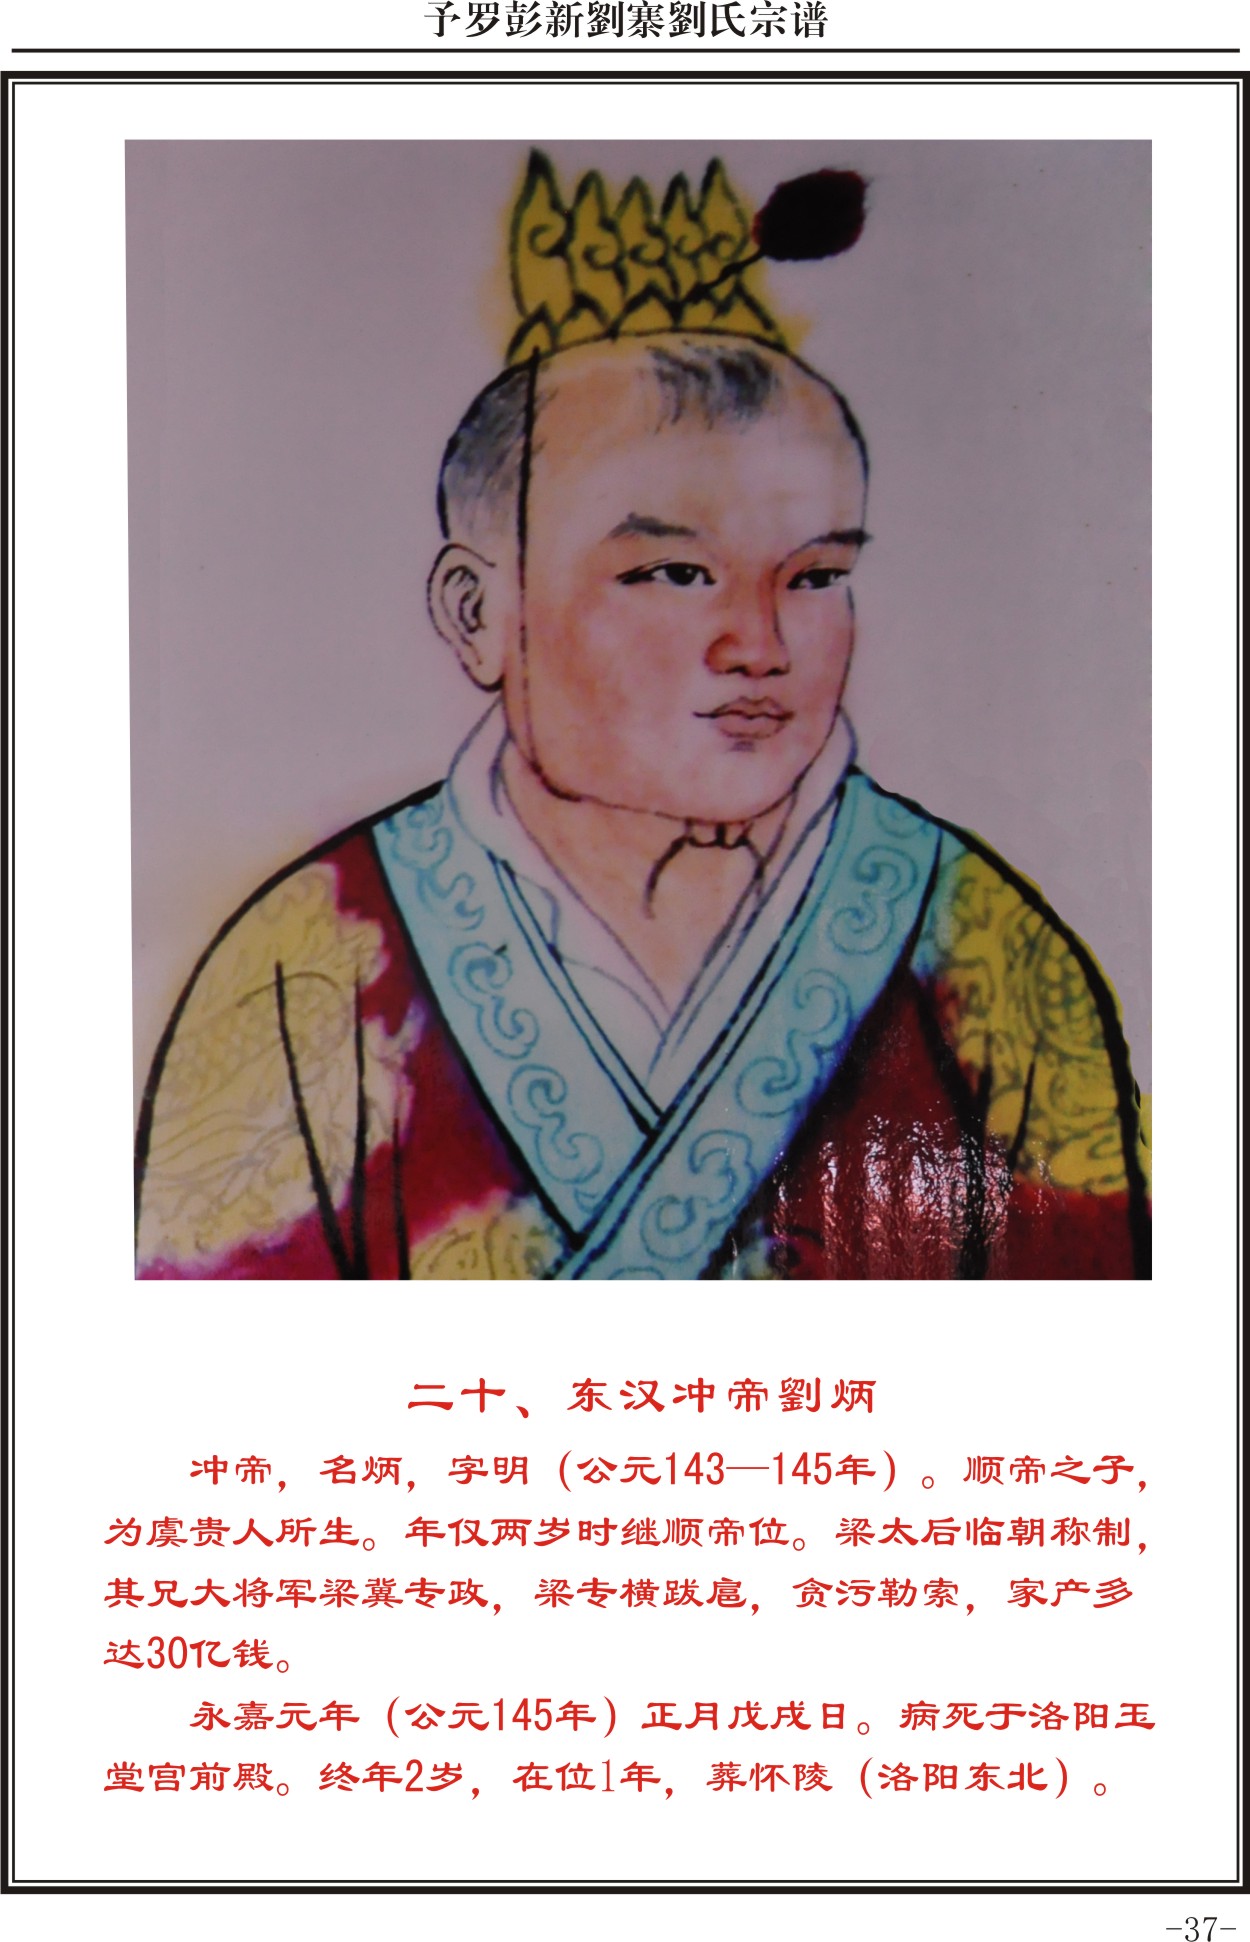 予罗彭新劉寨劉氏宗谱
二十、东汉冲帝劉炳
冲帝，名炳，字明（公元143—145年）。顺帝之子，
为虞贵人所生。年仅两岁时继顺帝位。梁太后临朝称制，
其兄大将军梁冀专政，梁专横跋扈，贪污勒索，家产多
达30亿钱。
永嘉元年（公元145年）正月戊戌日。病死于洛阳玉
堂宫前殿。终年2岁，在位1年，葬怀陵（洛阳东北）。
-37-